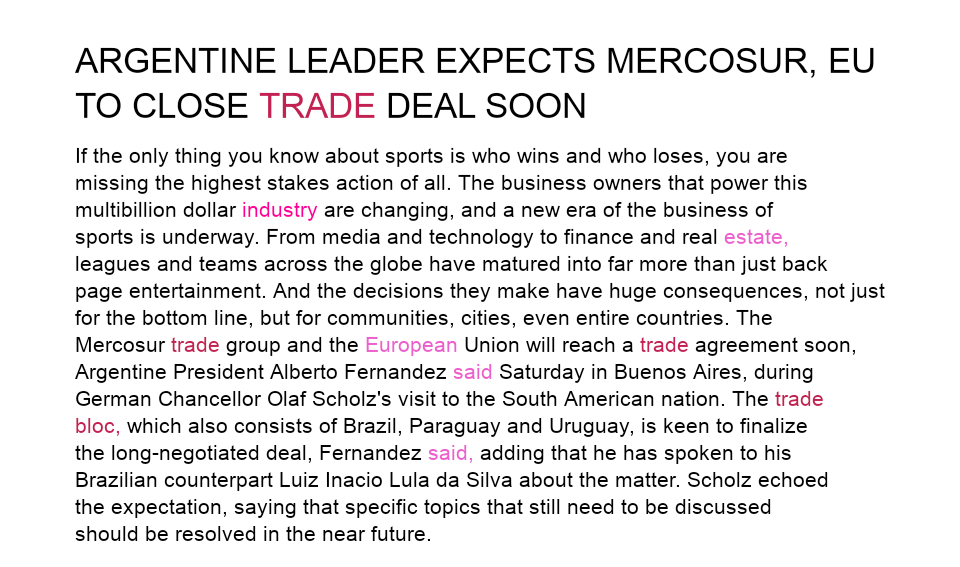 ARGENTINE LEADER EXPECTS MERCOSUR, EU
TO CLOSE TRADE DEAL SOON
If the only thing you know about sports is who wins and who loses, you are
missing the highest stakes action of all. The business owners that power this
multibillion dollar industry are changing, and a new era of the business of
sports is underway. From media and technology to finance and real estate,
leagues and teams across the globe have matured into far more than just back
page entertainment. And the decisions they make have huge consequences, not just
for the bottom line, but for communities, cities, even entire countries. The
Mercosur trade group and the European Union will reach a trade agreement soon,
Argentine President Alberto Fernandez said Saturday in Buenos Aires, during
German Chancellor Olaf Scholz's visit to the South American nation. The trade
bloc, which also consists of Brazil, Paraguay and Uruguay, is keen to finalize
the long-negotiated deal, Fernandez said, adding that he has spoken to his
Brazilian counterpart Luiz Inacio Lula da Silva about the matter. Scholz echoed
the expectation, saying that specific topics that still need to be discussed
should be resolved in the near future.